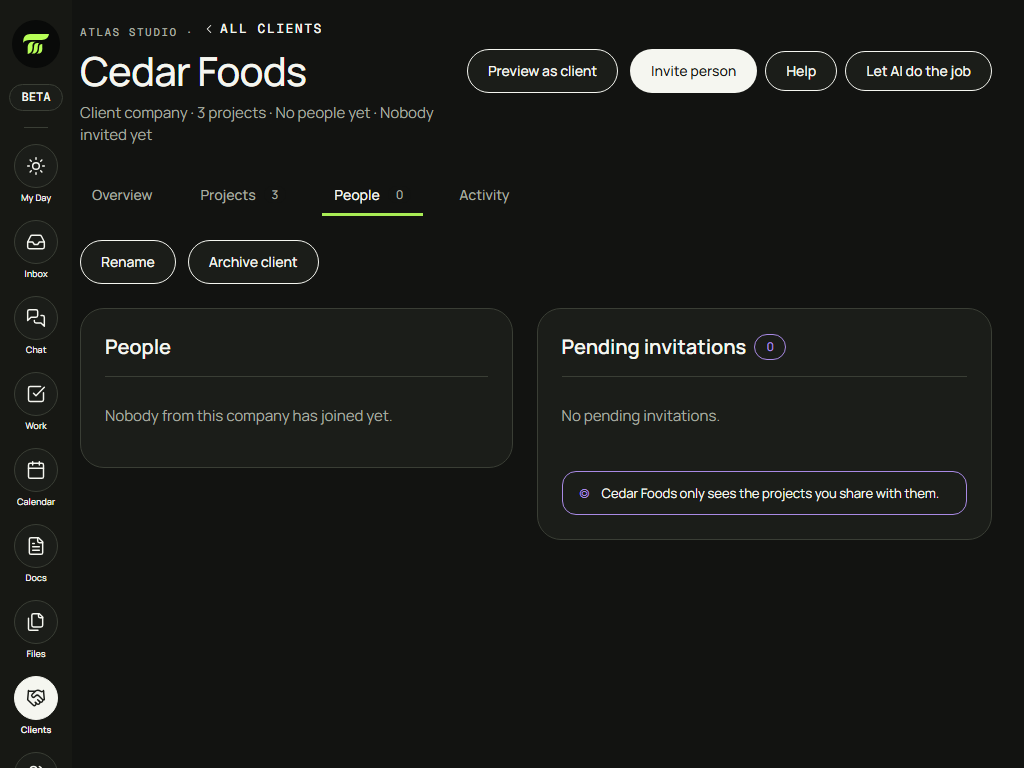 ATLAS STUDIO · ALL CLIENTS
Cedar Foods
Client company · 3 projects · No people yet · Nobody
invited yet
Preview as client
Invite person
Help
Let AI do the job
BETA
My Day
Inbox
Chat
Work
Calendar
Docs
Files
Clients
Overview
Projects 3
People 0
Activity
Rename
Archive client
People
Nobody from this company has joined yet.
Pending invitations 0
No pending invitations.
Cedar Foods only sees the projects you share with them.